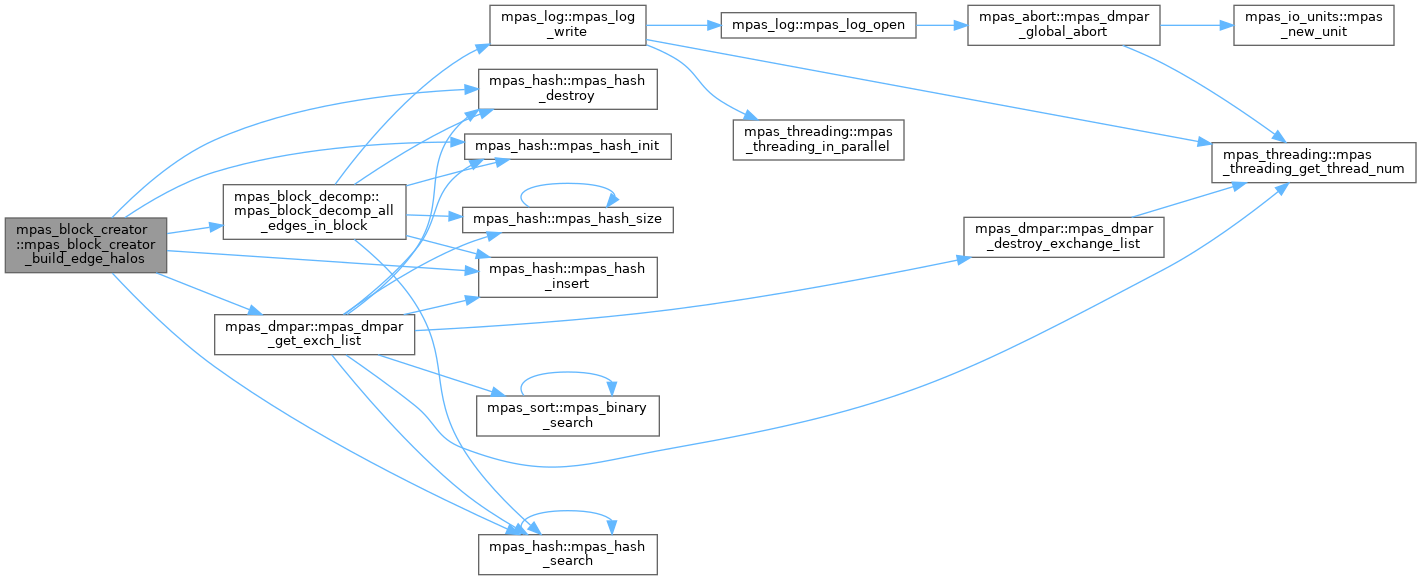 mpas_block_creator
::mpas_block_creator
_build_edge_halos
mpas_block_decomp::
mpas_block_decomp_all
_edges_in_block
mpas_dmpar::mpas_dmpar
_get_exch_list
mpas_log::mpas_log
_write
mpas_hash::mpas_hash
_destroy
mpas_hash::mpas_hash_init
mpas_hash::mpas_hash_size
mpas_hash::mpas_hash
_insert
mpas_sort::mpas_binary
_search
mpas_hash::mpas_hash
_search
mpas_log::mpas_log_open
mpas_threading::mpas
_threading_in_parallel
mpas_abort::mpas_dmpar
_global_abort
mpas_dmpar::mpas_dmpar
_destroy_exchange_list
mpas_io_units::mpas
_new_unit
mpas_threading::mpas
_threading_get_thread_num